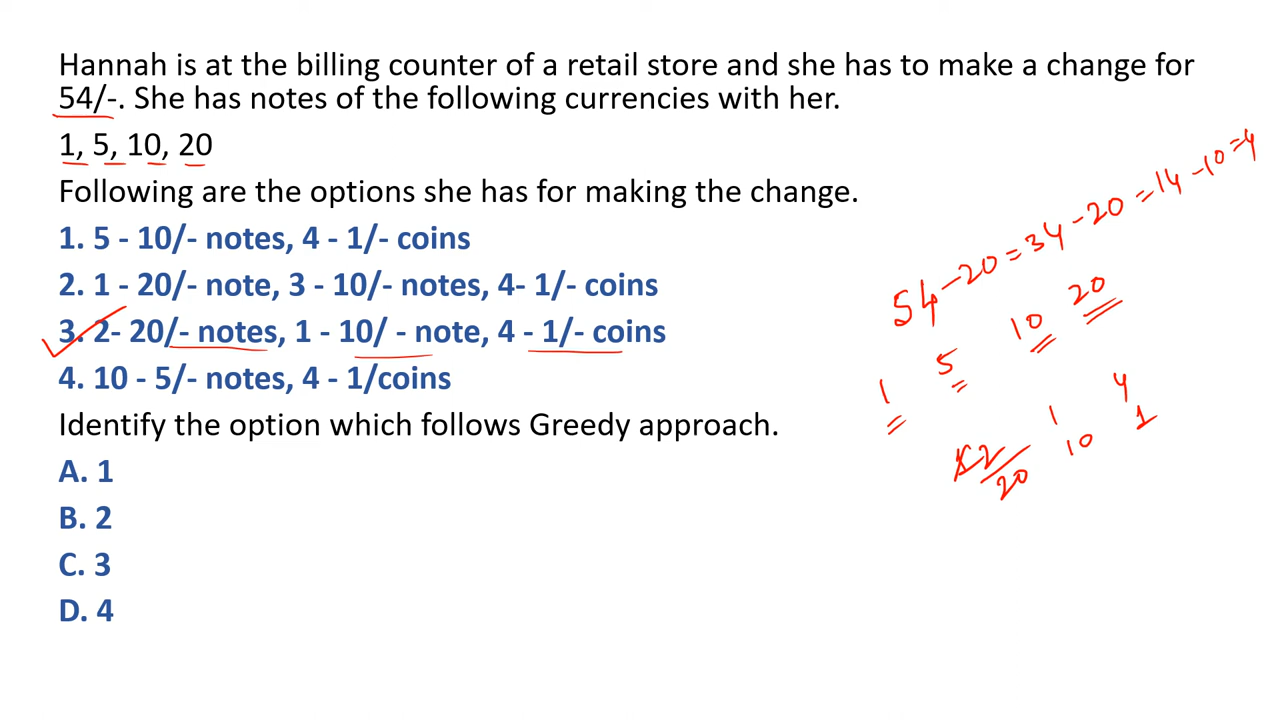 Hannah is at the billing counter of a retail store and she has to make a change for
54/-. She has notes of the following currencies with her.
1, 5, 10, 20
Following are the options she has for making the change.
1. 5 - 10/- notes, 4 - 1/- coins
2. 1 - 20/- note, 3 - 10/- notes, 4- 1/- coins
3. 2- 20/- notes, 1 - 10/ - note, 4 - 1/- coins
4. 10 - 5/- notes, 4 - 1/coins
Identify the option which follows Greedy approach.
A. 1
B. 2
C. 3
D. 4
54 - 20 = 34 - 20 = 14 - 10 = 4
1 5 10 20
2 1 4
20 10 1